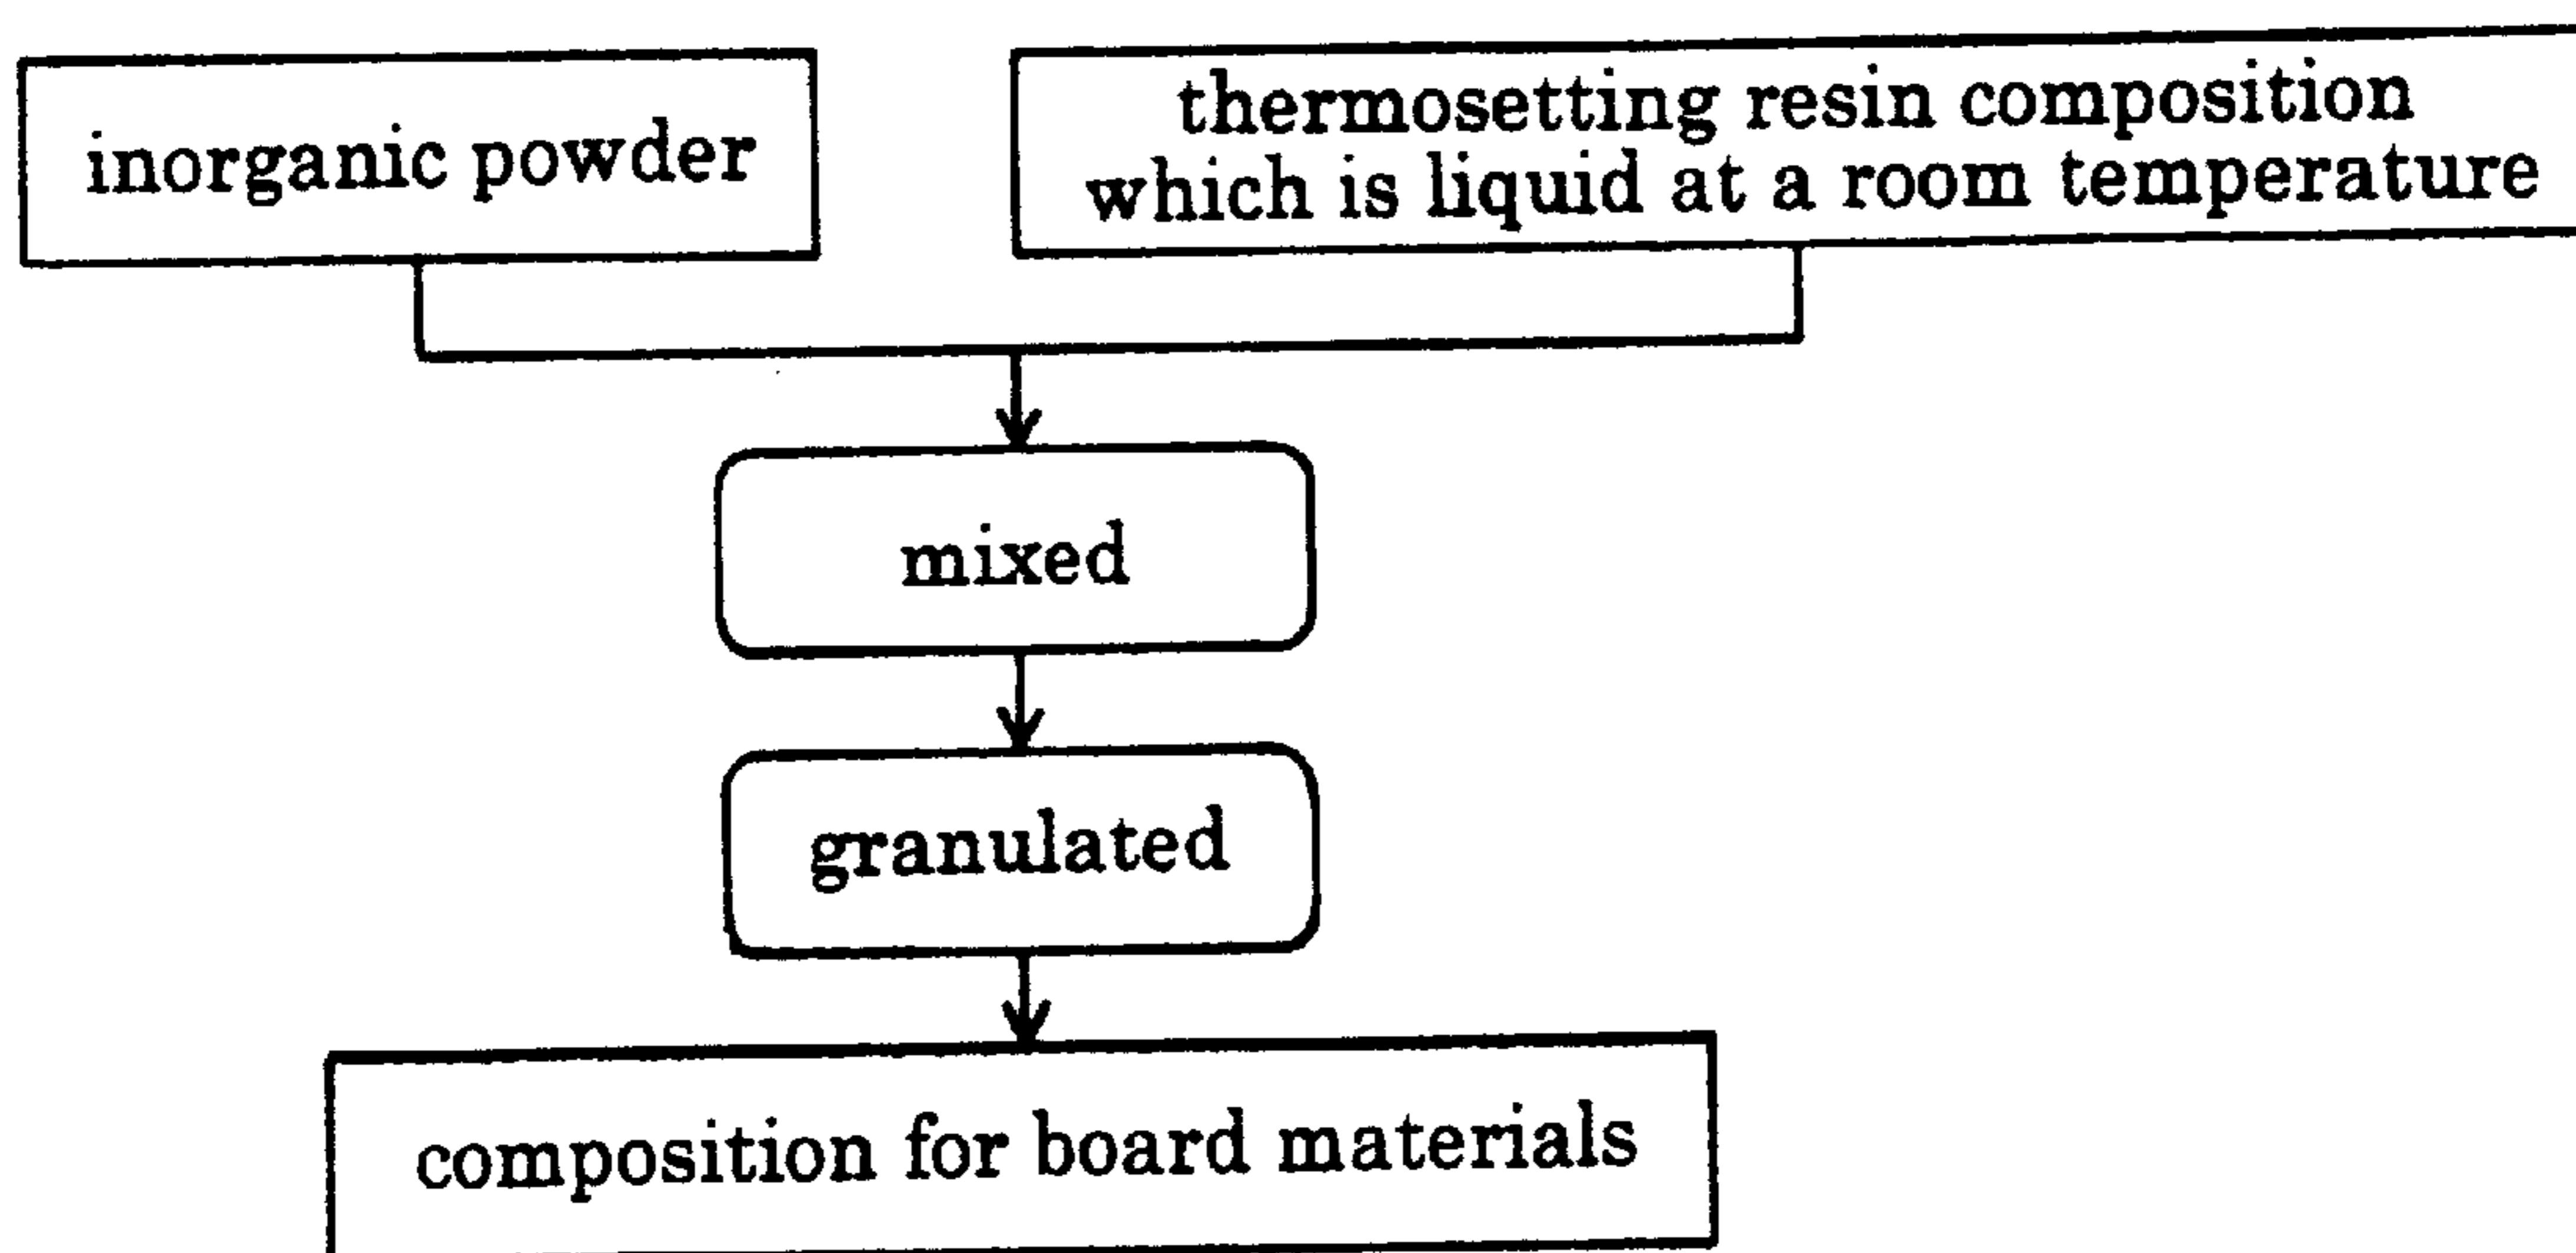 inorganic powder
thermosetting resin composition
which is liquid at a room temperature
mixed
granulated
composition for board materials